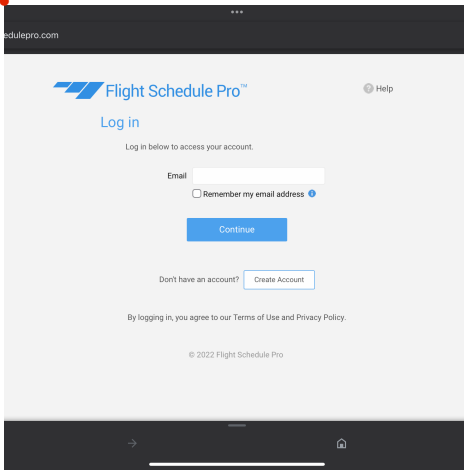 edulepro.com
Flight Schedule Pro™
Help
Log in
Log in below to access your account.
Email
Remember my email address
Continue
Don't have an account? Create Account
By logging in, you agree to our Terms of Use and Privacy Policy.
© 2022 Flight Schedule Pro